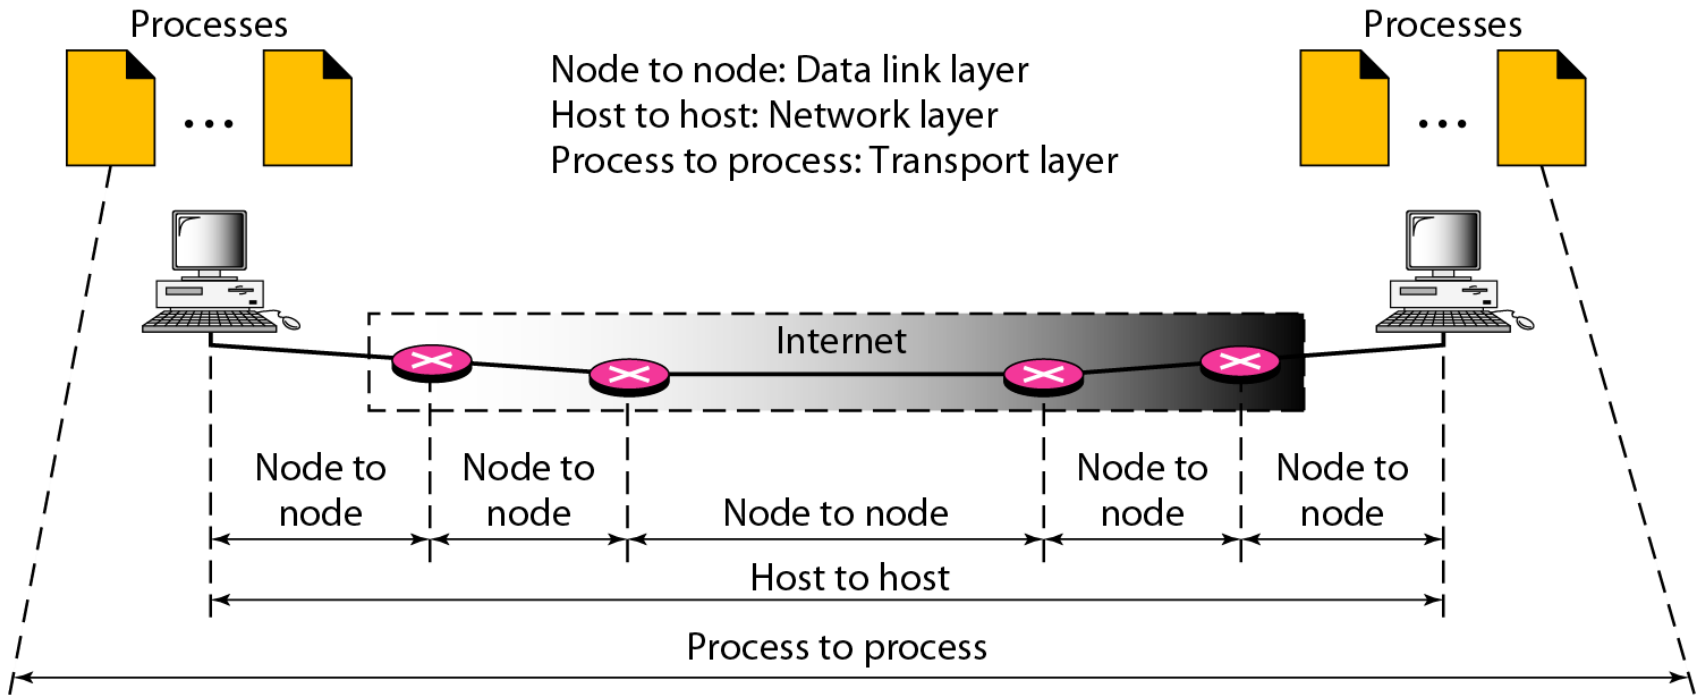 Processes
Processes
Node to node: Data link layer
Host to host: Network layer
Process to process: Transport layer
Internet
Node to
node
Node to
node
Node to node
Node to
node
Node to
node
Host to host
Process to process